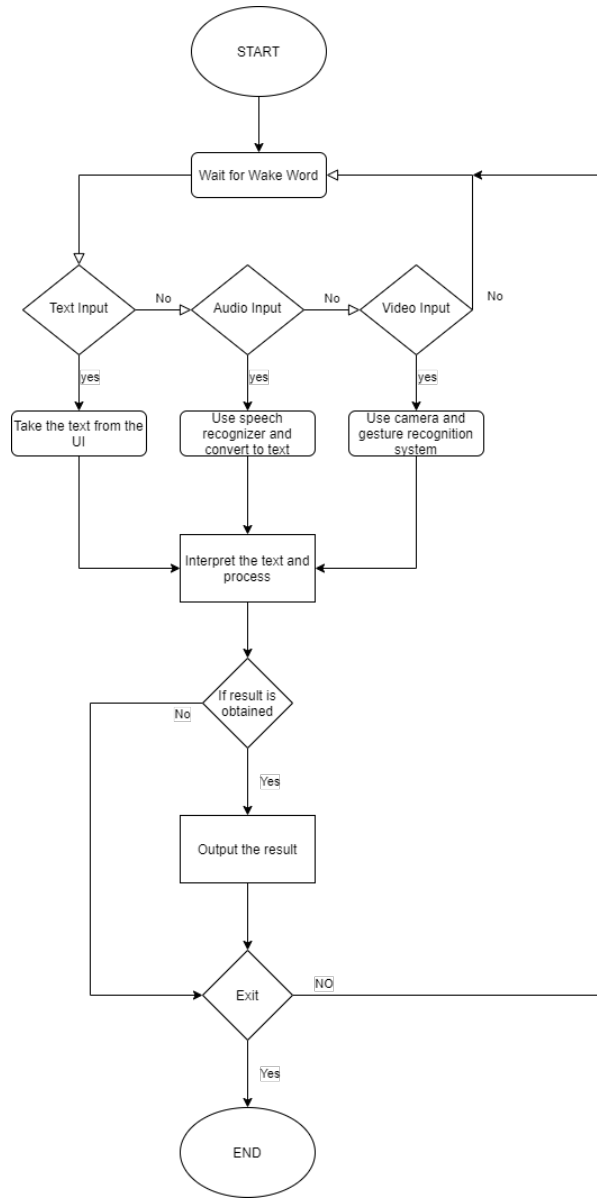 START
Wait for Wake Word
Text Input
No
Audio Input
No
Video Input
No
yes
yes
yes
Take the text from the
UI
Use speech
recognizer and
convert to text
Use camera and
gesture recognition
system
Interpret the text and
process
If result is
obtained
No
Yes
Output the result
Exit
NO
Yes
END